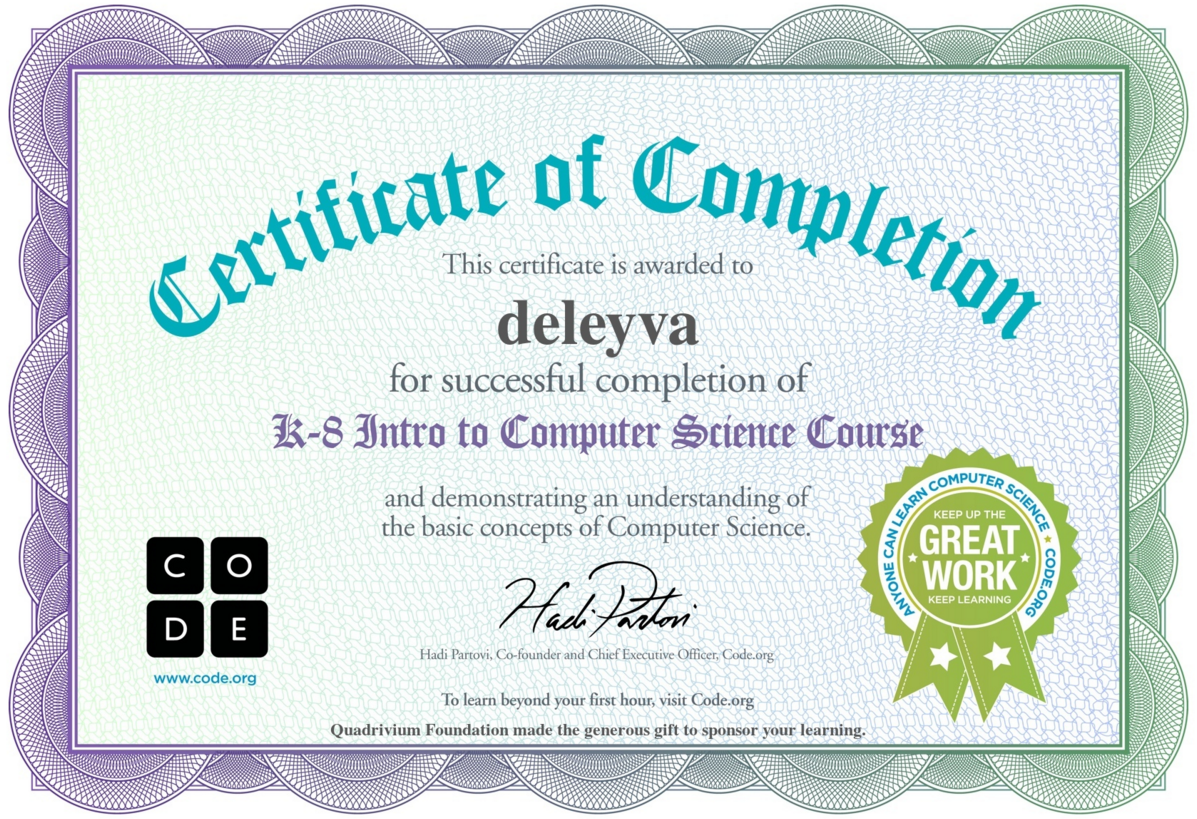 Certificate of Completion
This certificate is awarded to
deleyva
for successful completion of
K-8 Intro to Computer Science Course
and demonstrating an understanding of
the basic concepts of Computer Science.
C O
D E
www.code.org
Hadi Partovi
Hadi Partovi, Co-founder and Chief Executive Officer, Code.org
To learn beyond your first hour, visit Code.org
Quadrivium Foundation made the generous gift to sponsor your learning.
ANYONE CAN LEARN COMPUTER SCIENCE ★ CODE.ORG
KEEP UP THE
GREAT
WORK
KEEP LEARNING